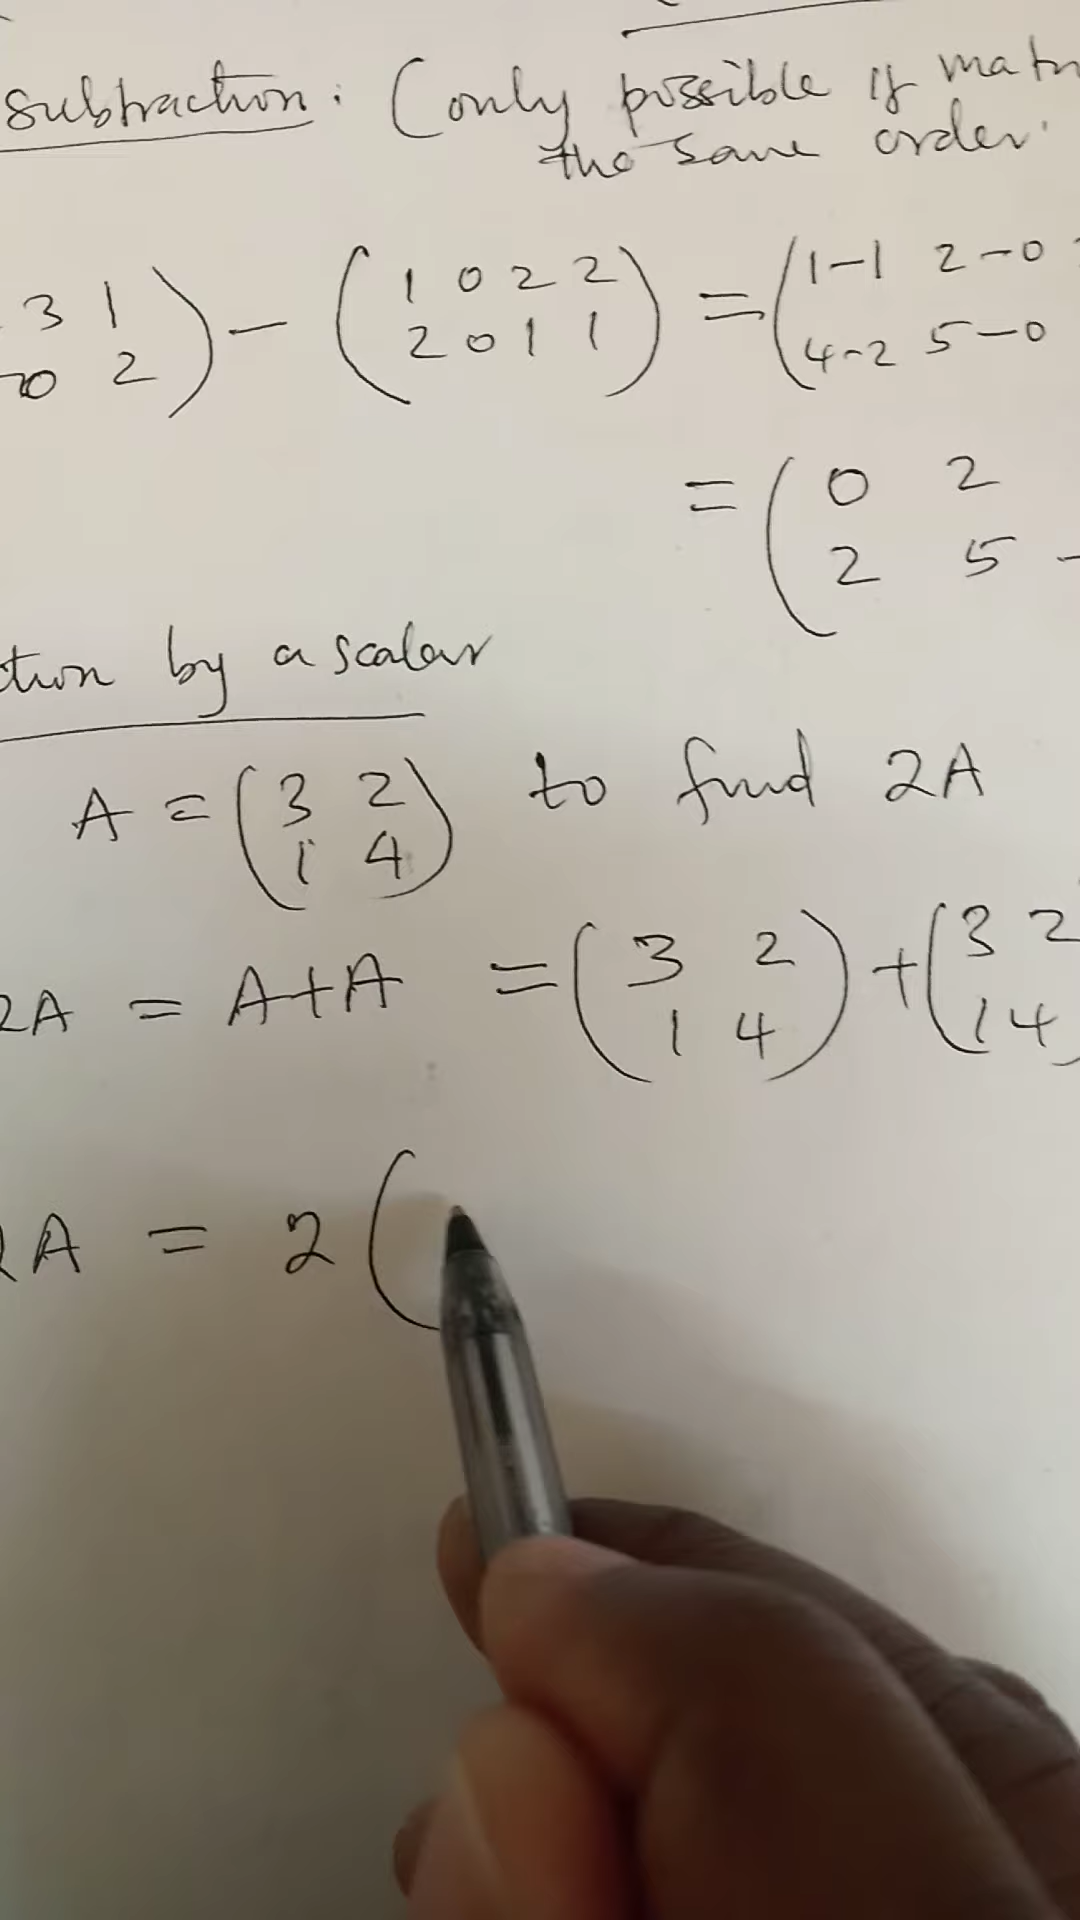 subtraction: (only possible if
the same order.
3 1 ) - ( 1 0 2 2 ) = ( 1-1 2-0
0 2 ) ( 2 0 1 1 ) ( 4-2 5-0
= ( 0 2
2 5 -
by a scalar
A = ( 3 2 ) to find 2A
1 4
2A = A+A = ( 3 2 ) + ( 3 2
1 4 1 4
A = 2 (